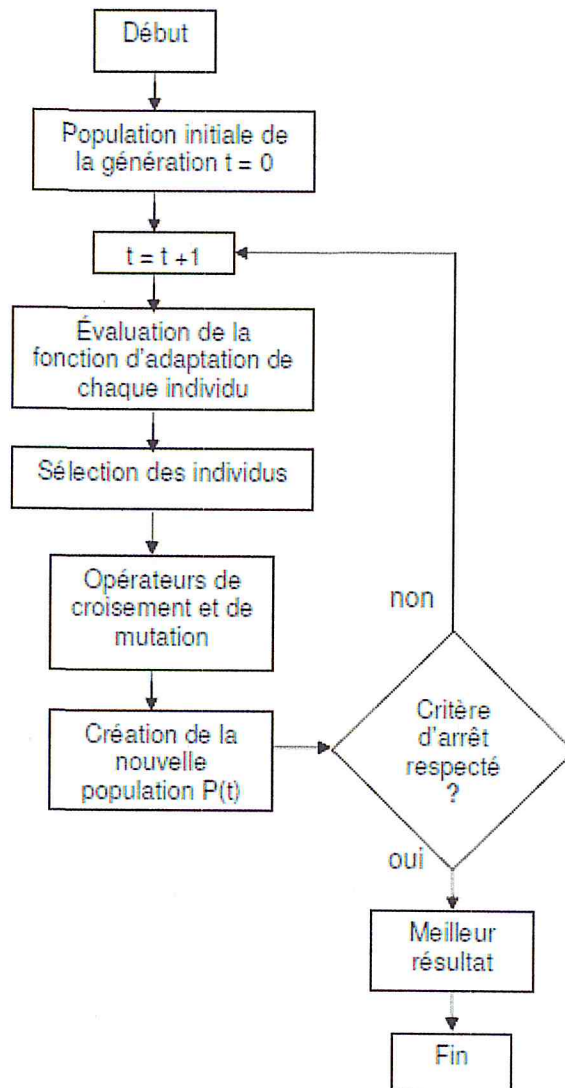 Début
Population initiale de
la génération t = 0
t = t +1
Évaluation de la
fonction d'adaptation de
chaque individu
Sélection des individus
Opérateurs de
croisement et de
mutation
Création de la
nouvelle
population P(t)
non
Critère
d'arrêt
respecté
?
oui
Meilleur
résultat
Fin